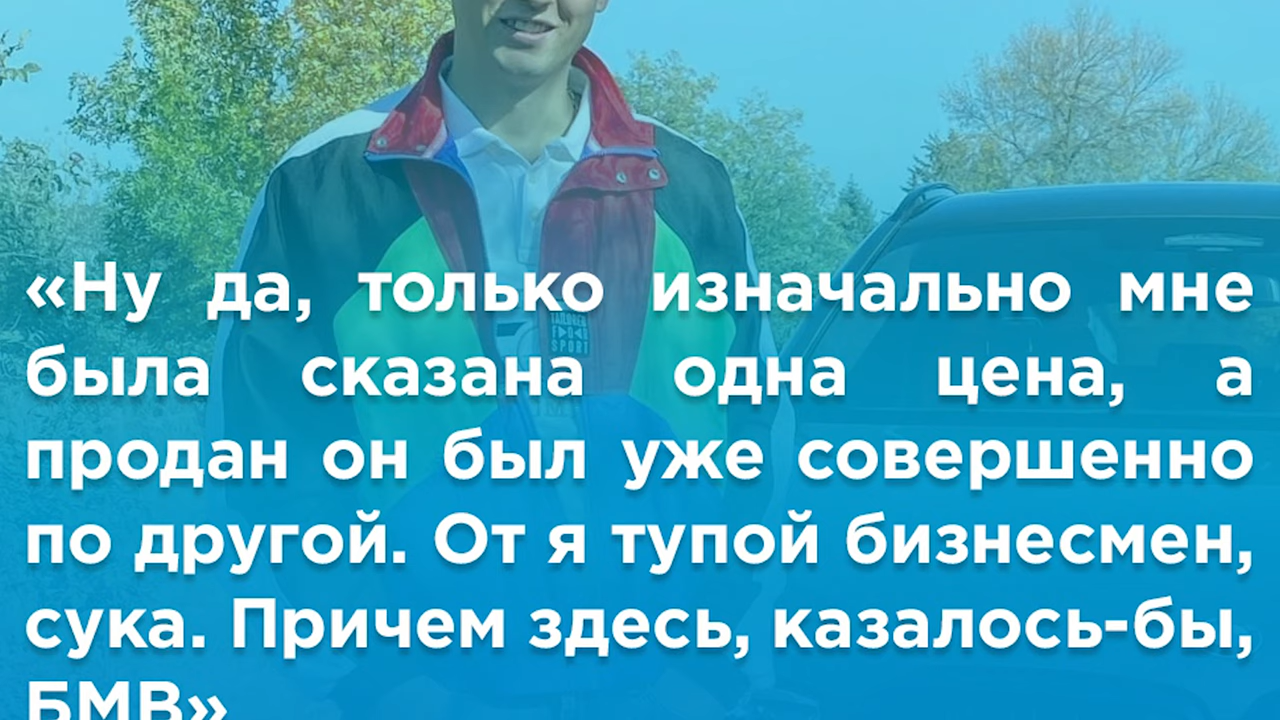 «Ну да, только изначально мне
была сказана одна цена, а
продан он был уже совершенно
по другой. От я тупой бизнесмен,
сука. Причем здесь, казалось-бы,
БМВ»
SPORT